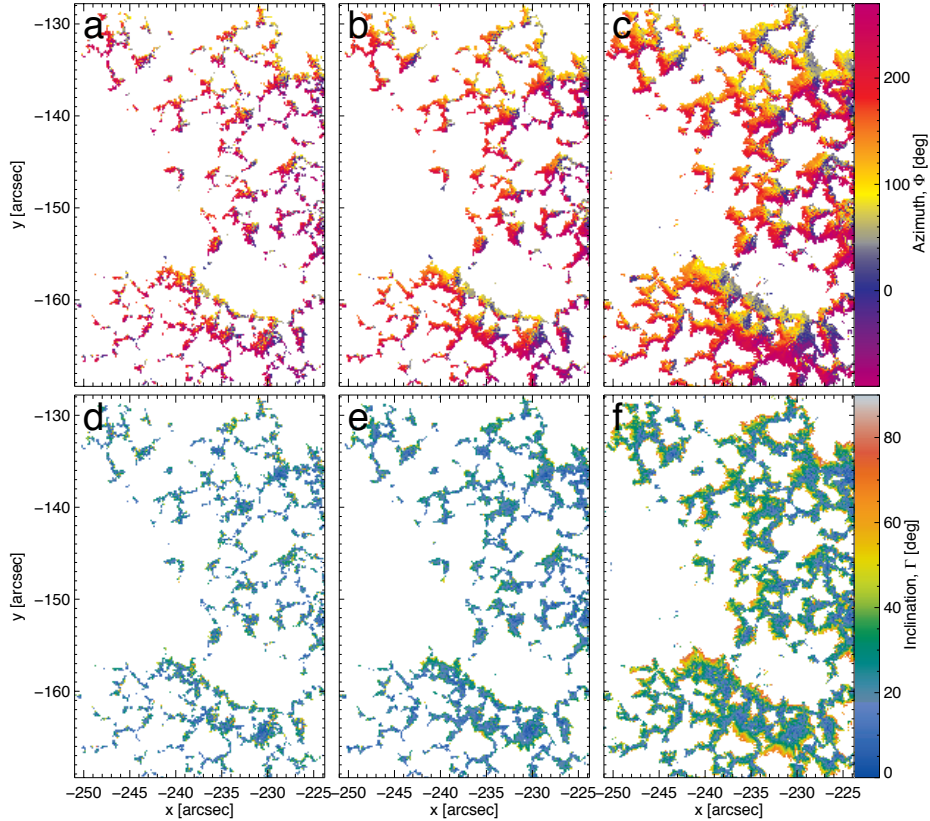 a b c
−130
−140
−150
−160
y [arcsec]
200
100
0
Azimuth, Φ [deg]
d e f
−130
−140
−150
−160
y [arcsec]
80
60
40
20
0
Inclination, Γ [deg]
−250 −245 −240 −235 −230 −225 −250 −245 −240 −235 −230 −225 −250 −245 −240 −235 −230 −225
x [arcsec] x [arcsec] x [arcsec]